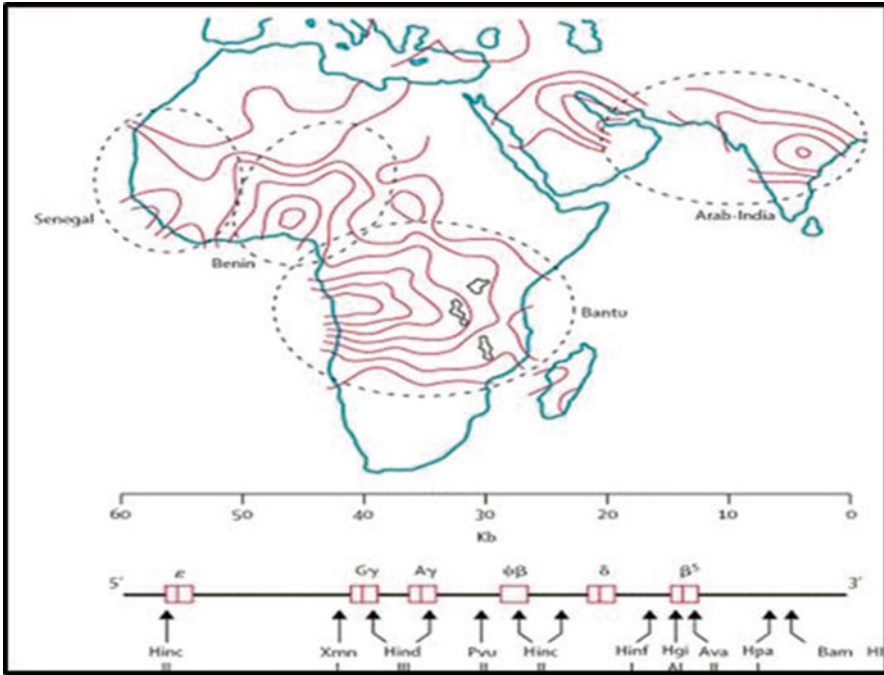 Senegal
Benin
Arab-India
Bantu
60 50 40 30 20 10 0
Kb
ε Gγ Aγ ψβ δ βˢ
5′ 3′
Hinc Xmn Hind Pvu Hinc Hinf Hgi Ava Hpa Bam HI
II I III II II I AI II I